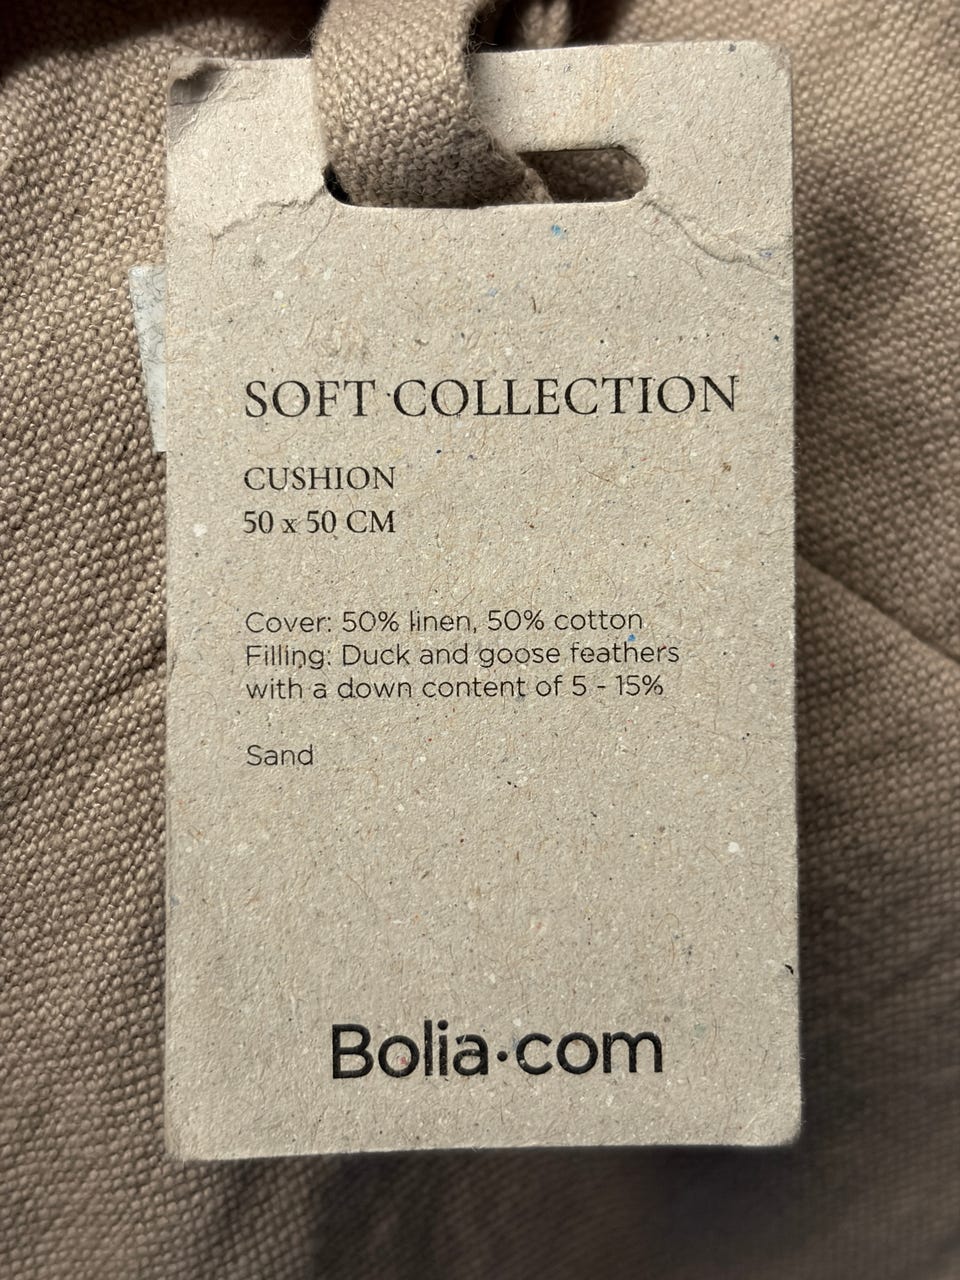 SOFT COLLECTION
CUSHION
50 x 50 CM
Cover: 50% linen, 50% cotton
Filling: Duck and goose feathers
with a down content of 5 - 15%
Sand
Bolia·com